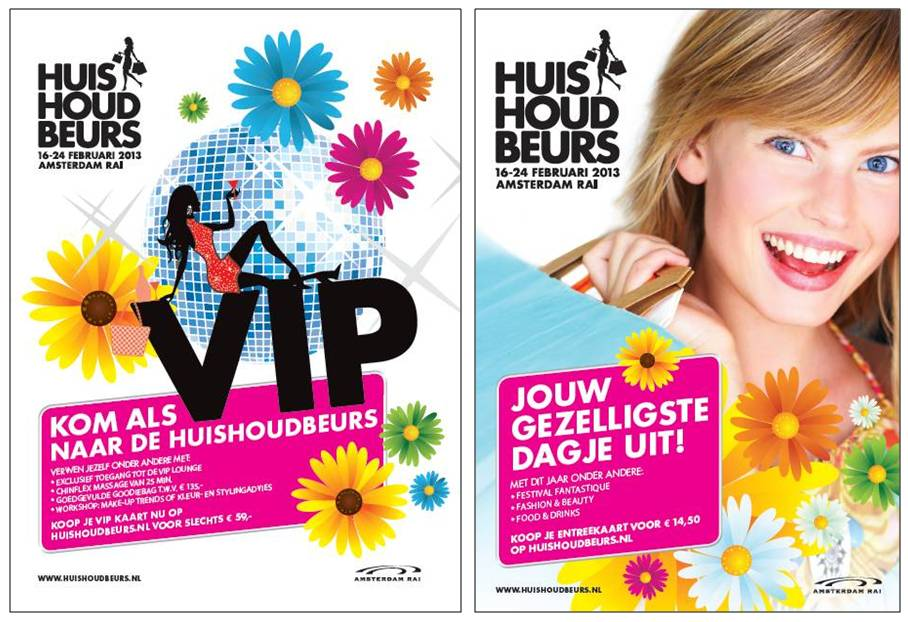 HUIS
HOUD
BEURS
16-24 FEBRUARI 2013
AMSTERDAM RAI
VIP
KOM ALS
NAAR DE HUISHOUDBEURS
VERWEN JEZELF ONDER ANDERE MET:
* EXCLUSIEF TOEGANG TOT DE VIP LOUNGE
* CHINFLEX MASSAGE VAN 25 MIN.
GOEDGEVULDE GOODIEBAG T.W.V. € 135,-
* WORKSHOP: MAKE-UP TRENDS OF KLEUR- EN STYLINGADVIES
KOOP JE VIP KAART NU OP
HUISHOUDBEURS.NL VOOR SLECHTS € 59,-
WWW.HUISHOUDBEURS.NL
AMSTERDAM RAI
HUIS
HOUD
BEURS
16-24 FEBRUARI 2013
AMSTERDAM RAI
JOUW
GEZELLIGSTE
DAGJE UIT!
MET DIT JAAR ONDER ANDERE:
* FESTIVAL FANTASTIQUE
* FASHION & BEAUTY
* FOOD & DRINKS
KOOP JE ENTREEKAART VOOR € 14,50
OP HUISHOUDBEURS.NL
WWW.HUISHOUDBEURS.NL
AMSTERDAM RAI